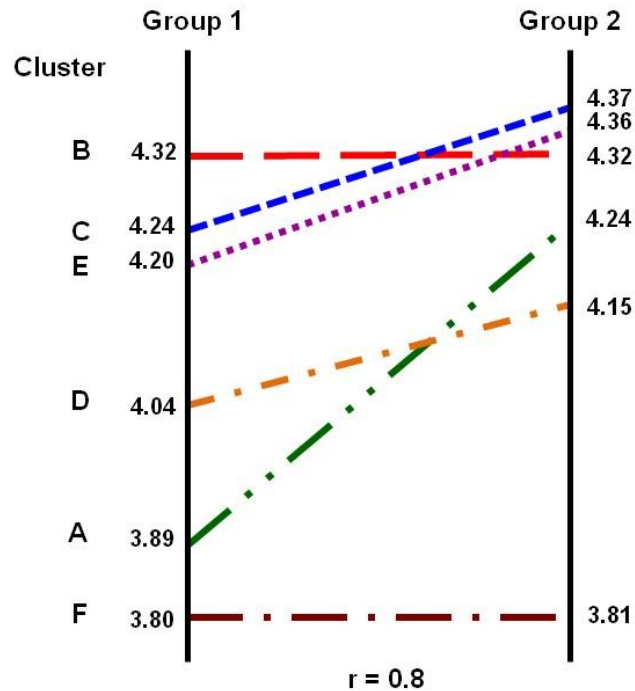 Group 1 Group 2
Cluster
4.37
4.36
B 4.32 4.32
C 4.24 4.24
E 4.20
4.15
D 4.04
A 3.89
F 3.80 3.81
r = 0.8